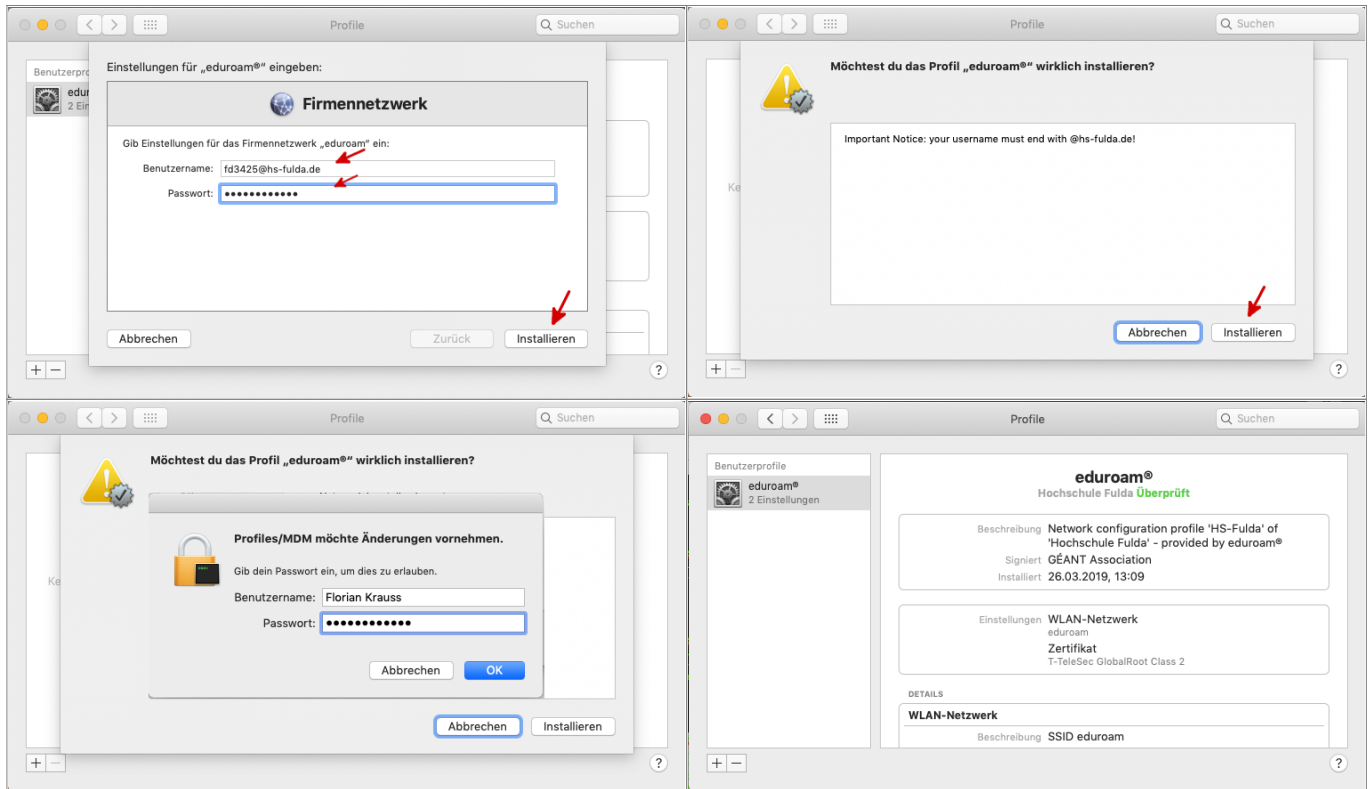 Profile
Suchen
Benutzerpro
edur
2 Ein
Einstellungen für „eduroam®“ eingeben:
Firmennetzwerk
Gib Einstellungen für das Firmennetzwerk „eduroam“ ein:
Benutzername: fd3425@hs-fulda.de
Passwort: ••••••••••••
Abbrechen Zurück Installieren
+ − ?
Profile
Suchen
Möchtest du das Profil „eduroam®“ wirklich installieren?
Important Notice: your username must end with @hs-fulda.de!
Ke
Abbrechen Installieren
+ − ?
Profile
Suchen
Möchtest du das Profil „eduroam®“ wirklich installieren?
Profiles/MDM möchte Änderungen vornehmen.
Gib dein Passwort ein, um dies zu erlauben.
Ke
Benutzername: Florian Krauss
Passwort: ••••••••••••
Abbrechen OK
Abbrechen Installieren
+ − ?
Profile
Suchen
Benutzerprofile
eduroam®
2 Einstellungen
eduroam®
Hochschule Fulda Überprüft
Beschreibung Network configuration profile 'HS-Fulda' of
'Hochschule Fulda' - provided by eduroam®
Signiert GÉANT Association
Installiert 26.03.2019, 13:09
Einstellungen WLAN-Netzwerk
eduroam
Zertifikat
T-TeleSec GlobalRoot Class 2
DETAILS
WLAN-Netzwerk
Beschreibung SSID eduroam
+ − ?